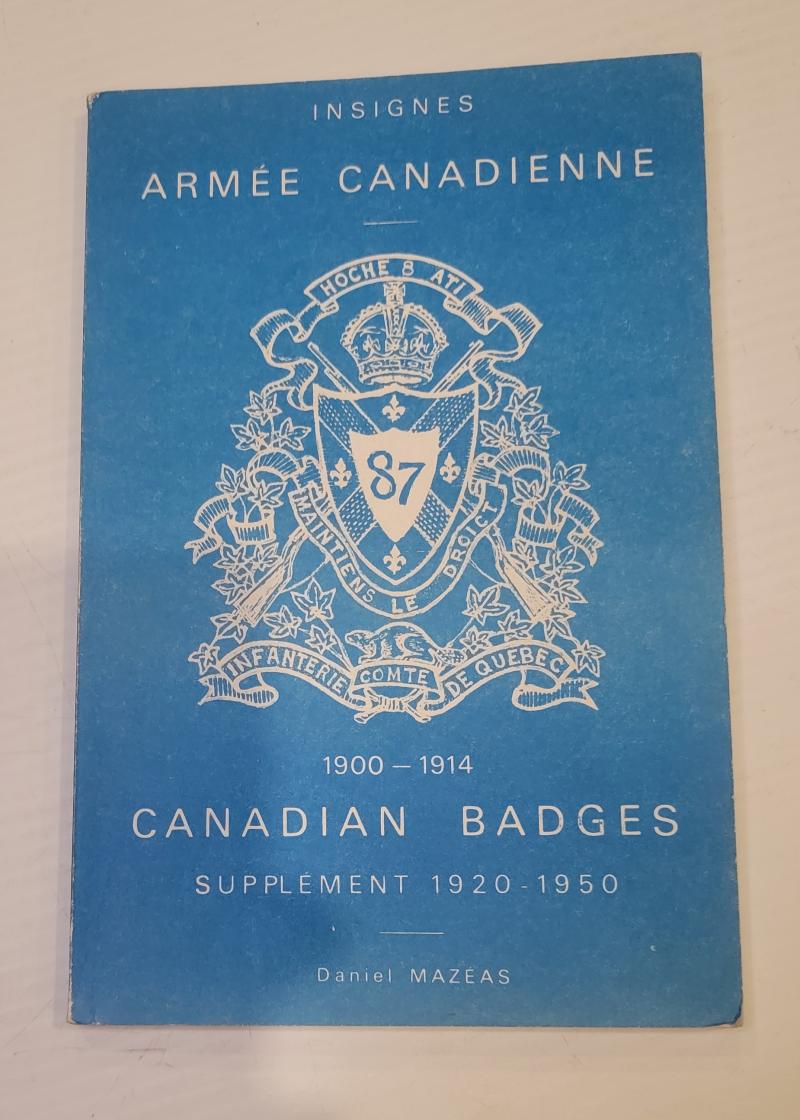 INSIGNES
ARMÉE CANADIENNE
HOCHE 8 ATI
87
MAINTIENS LE DROICT
INFANTERIE COMTE DE QUEBEC
1900 – 1914
CANADIAN BADGES
SUPPLÉMENT 1920-1950
Daniel MAZÉAS